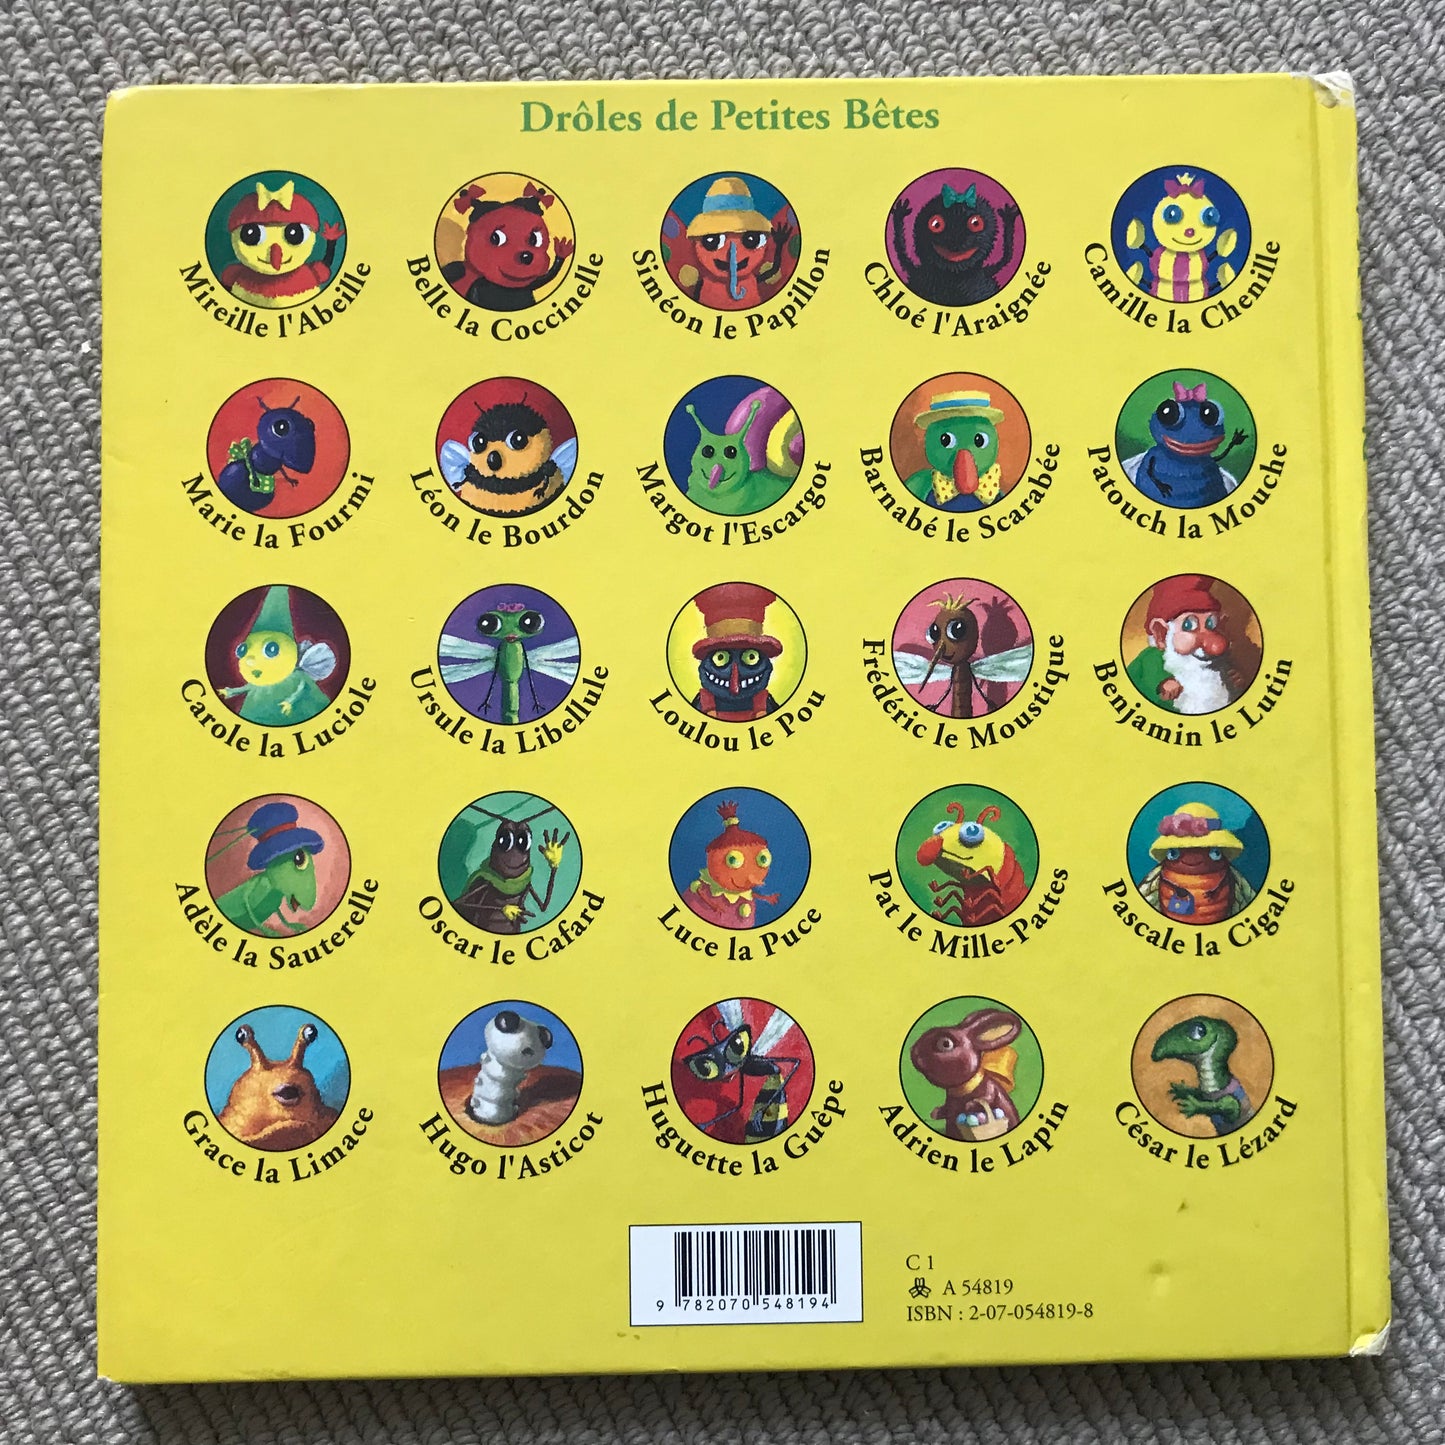 Drôles de Petites Bêtes
Mireille l'Abeille
Belle la Coccinelle
Siméon le Papillon
Chloé l'Araignée
Camille la Chenille
Marie la Fourmi
Léon le Bourdon
Margot l'Escargot
Barnabé le Scarabée
Patouch la Mouche
Carole la Luciole
Ursule la Libellule
Loulou le Pou
Frédéric le Moustique
Benjamin le Lutin
Adèle la Sauterelle
Oscar le Cafard
Luce la Puce
Pat le Mille-Pattes
Pascale la Cigale
Grace la Limace
Hugo l'Asticot
Huguette la Guêpe
Adrien le Lapin
César le Lézard
9 782070 548194
C 1
A 54819
ISBN : 2-07-054819-8